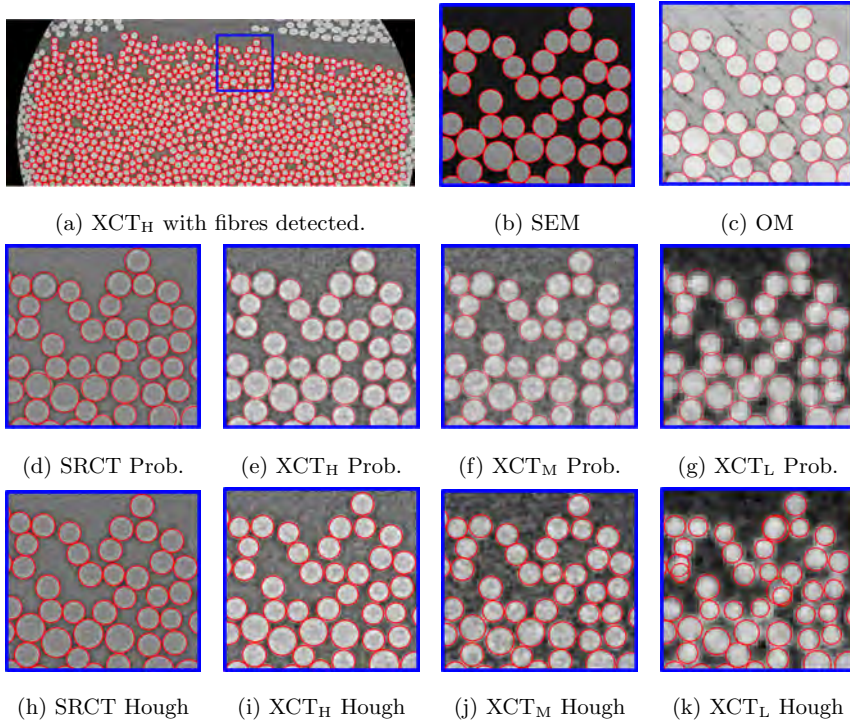 (a) XCT_H with fibres detected.
(b) SEM
(c) OM
(d) SRCT Prob.
(e) XCT_H Prob.
(f) XCT_M Prob.
(g) XCT_L Prob.
(h) SRCT Hough
(i) XCT_H Hough
(j) XCT_M Hough
(k) XCT_L Hough